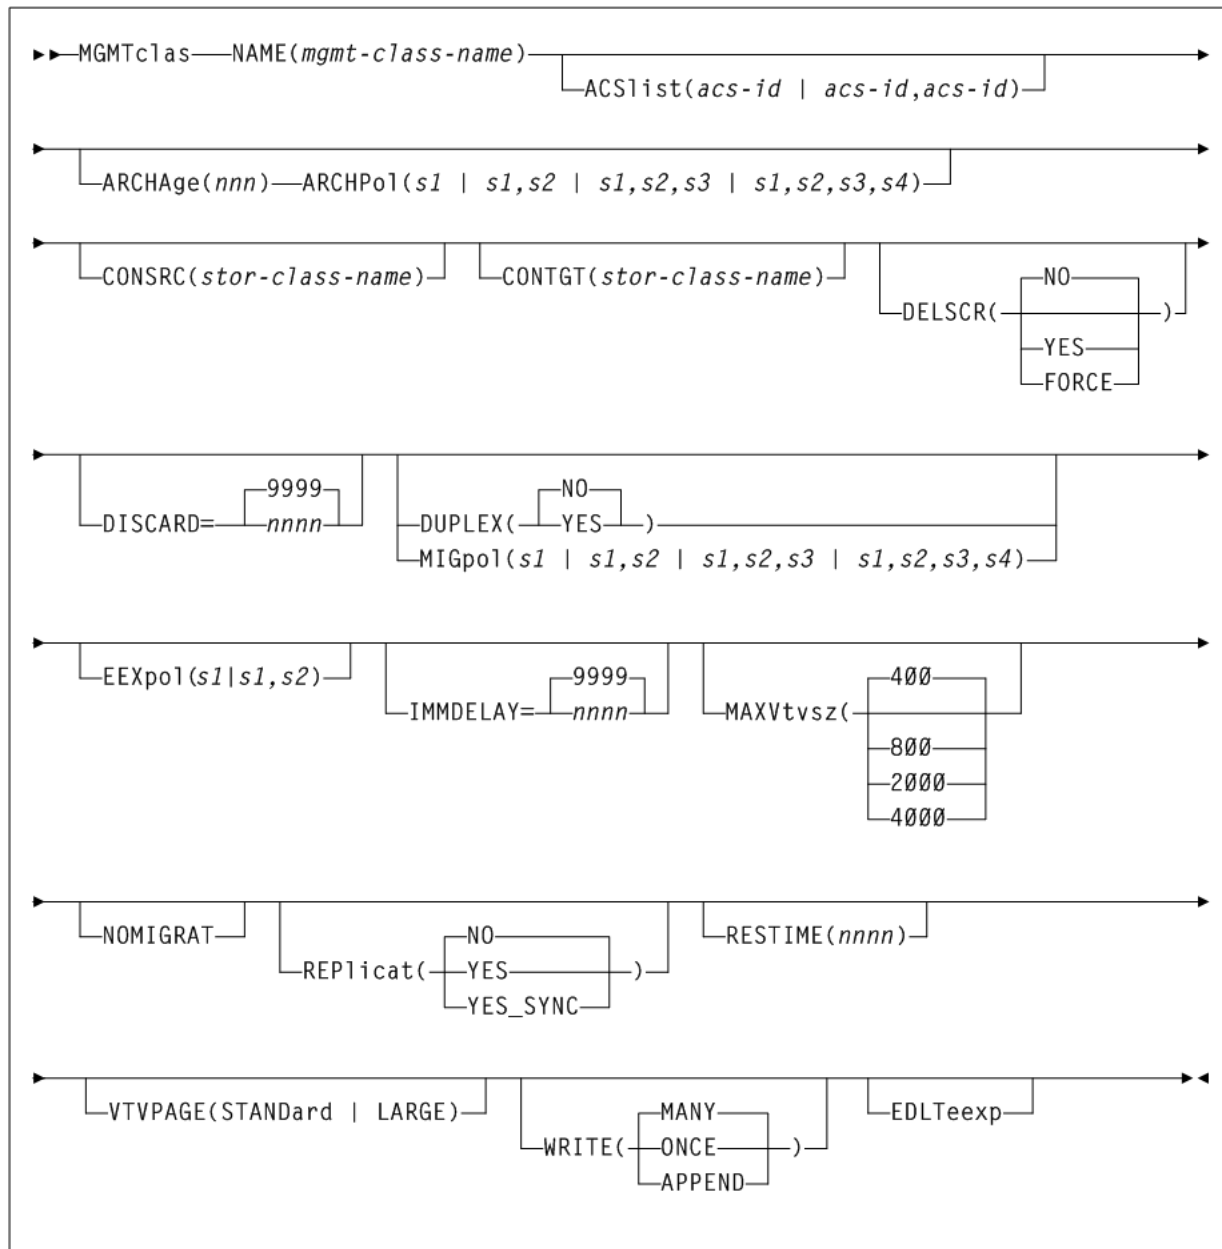 MGMTclas NAME(mgmt-class-name)
ACSlist(acs-id | acs-id,acs-id)
ARCHAge(nnn) ARCHPol(s1 | s1,s2 | s1,s2,s3 | s1,s2,s3,s4)
CONSRC(stor-class-name) CONTGT(stor-class-name)
NO
DELSCR( )
YES
FORCE
9999 NO
DISCARD= nnnn DUPLEX( YES )
MIGpol(s1 | s1,s2 | s1,s2,s3 | s1,s2,s3,s4)
EEXpol(s1|s1,s2) 9999 400
IMMDELAY= nnnn MAXVtvsz(
800
2000
4000
NOMIGRAT NO RESTIME(nnnn)
REPlicat( YES )
YES_SYNC
VTVPAGE(STANDard | LARGE) MANY EDLTeexp
WRITE( ONCE )
APPEND